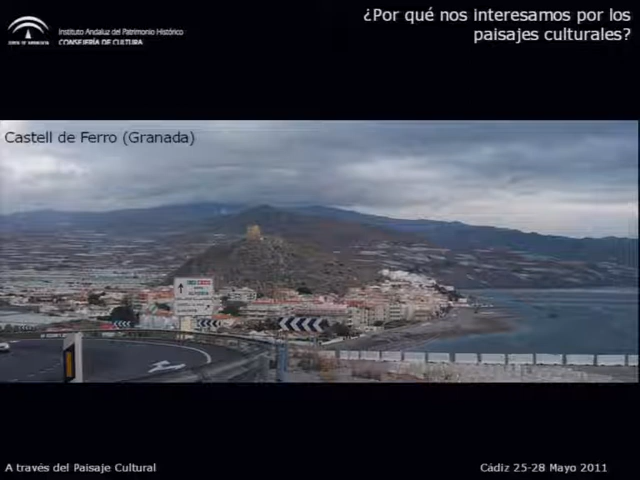 ¿Por qué nos interesamos por los
paisajes culturales?
Instituto Andaluz del Patrimonio Histórico
CONSEJERÍA DE CULTURA
Castell de Ferro (Granada)
A través del Paisaje Cultural
Cádiz 25-28 Mayo 2011